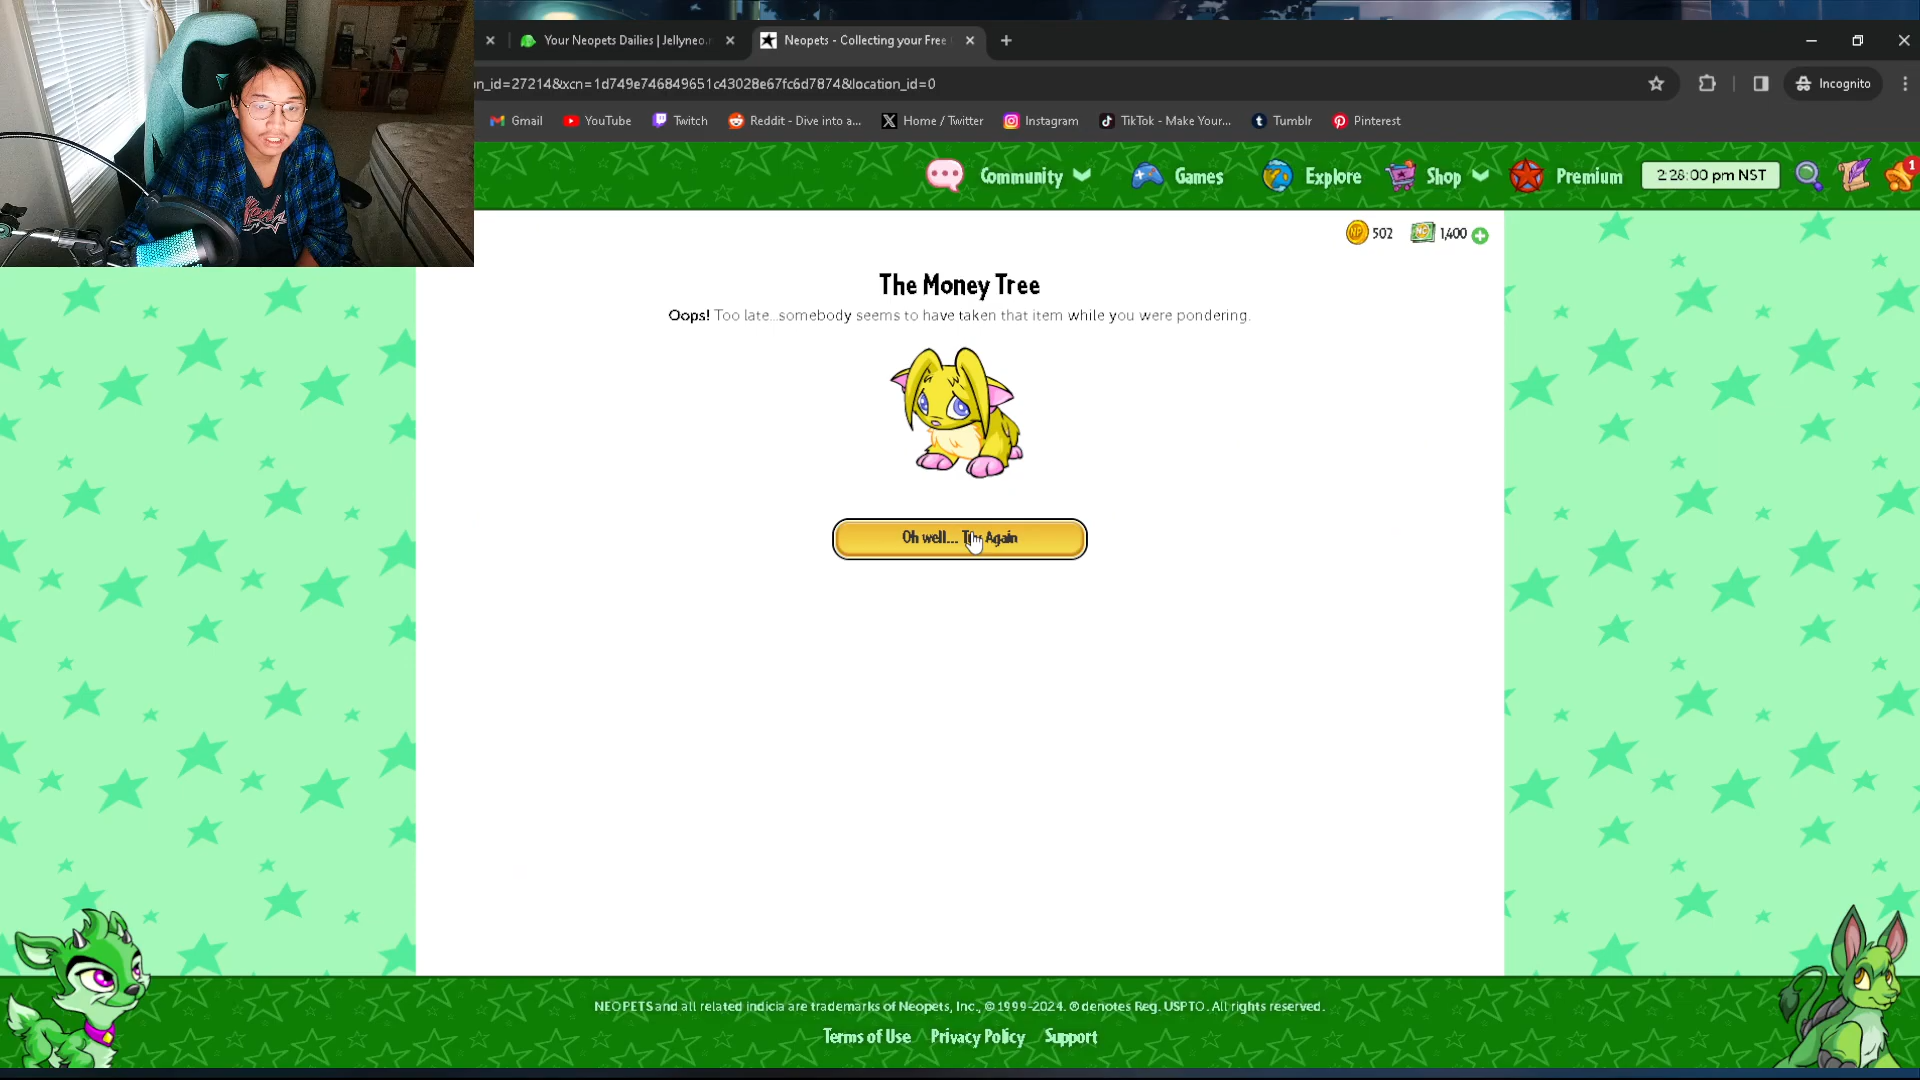 Your Neopets Dailies | Jellyneo.
Neopets - Collecting your Free
n_id=27214&xcn=1d749e746849651c43028e67fc6d7874&location_id=0
Incognito
Gmail YouTube Twitch Reddit - Dive into a... Home / Twitter Instagram TikTok - Make Your... Tumblr Pinterest
Community Games Explore Shop Premium 2:28:00 pm NST 1
NP 502 NC 1,400
The Money Tree
Oops! Too late...somebody seems to have taken that item while you were pondering.
Oh well... Try Again
NEOPETS and all related indicia are trademarks of Neopets, Inc., © 1999-2024. ® denotes Reg. USPTO. All rights reserved.
Terms of Use Privacy Policy Support